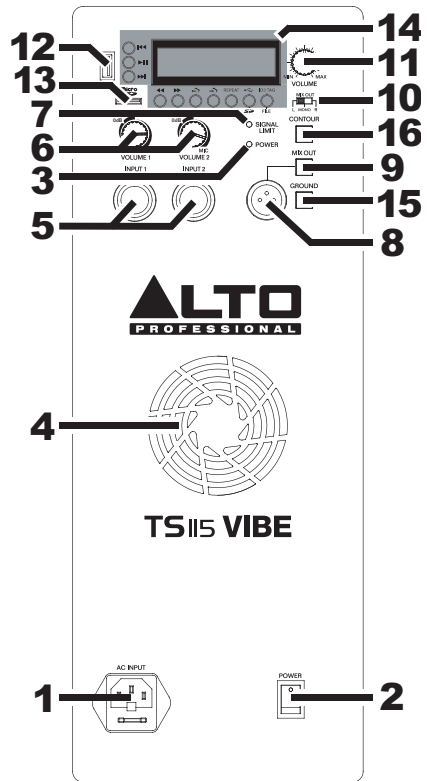 14
12
11
MIN MAX
VOLUME
13
micro
7
REPEAT
FILE
10
MIX OUT
L MONO R
0dB
0dB
SIGNAL
LIMIT
CONTOUR
16
6
MIC
VOLUME 1
VOLUME 2
3
POWER
MIX OUT
9
INPUT 1
INPUT 2
GROUND
15
5
8
ALTO
PROFESSIONAL
4
TS115 VIBE
AC INPUT
POWER
1
2